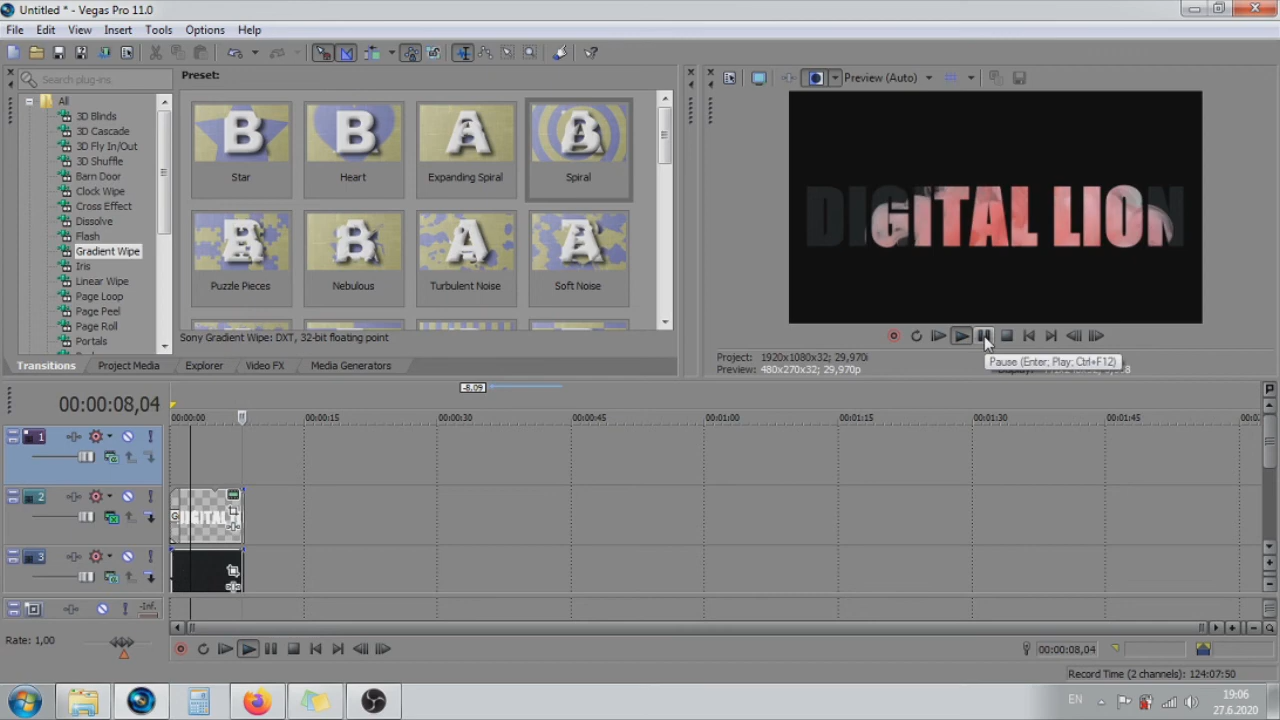 Untitled * - Vegas Pro 11.0
File Edit View Insert Tools Options Help
Search plug-ins
Preset:
Preview (Auto)
All
3D Blinds
3D Cascade
3D Fly In/Out
3D Shuffle
Barn Door
Clock Wipe
Cross Effect
Dissolve
Flash
Gradient Wipe
Iris
Linear Wipe
Page Loop
Page Peel
Page Roll
Portals
B
Star
B
Heart
A
Expanding Spiral
Spiral
Puzzle Pieces
Nebulous
A
Turbulent Noise
Soft Noise
Sony Gradient Wipe: DXT, 32-bit floating point
DIGITAL LION
Pause (Enter; Play; Ctrl+F12)
Project: 1920x1080x32; 29,970i
Preview: 480x270x32; 29,970p
Transitions Project Media Explorer Video FX Media Generators
-8.09
00:00:08,04
00:00:00 00:00:15 00:00:30 00:00:45 00:01:00 00:01:15 00:01:30 00:01:45
P
1
2
DIGITAL
3
-Inf.
Rate: 1,00
00:00:08,04
Record Time (2 channels): 124:07:50
EN
19:06
27.6.2020